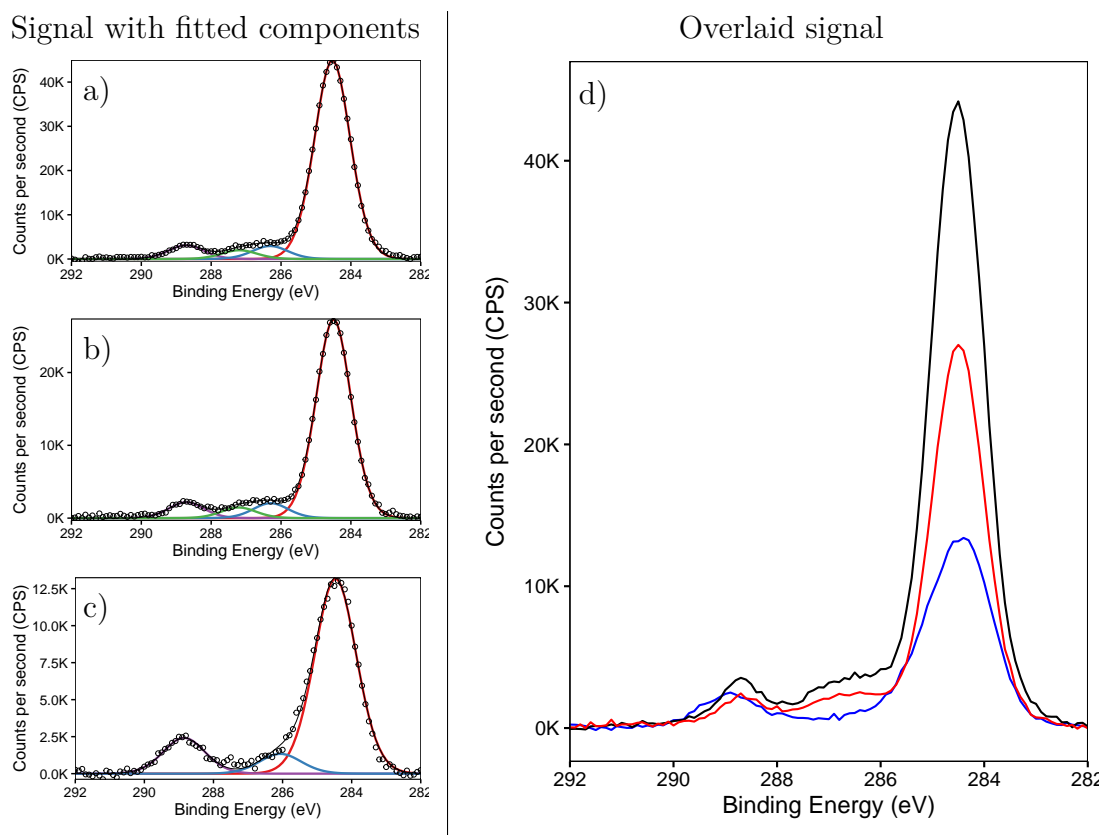 Signal with fitted components
a)
Counts per second (CPS)
40K
30K
20K
10K
0K
292 290 288 286 284 282
Binding Energy (eV)
b)
Counts per second (CPS)
20K
10K
0K
292 290 288 286 284 282
Binding Energy (eV)
c)
Counts per second (CPS)
12.5K
10.0K
7.5K
5.0K
2.5K
0.0K
292 290 288 286 284 282
Binding Energy (eV)
Overlaid signal
d)
Counts per second (CPS)
40K
30K
20K
10K
0K
292 290 288 286 284 282
Binding Energy (eV)